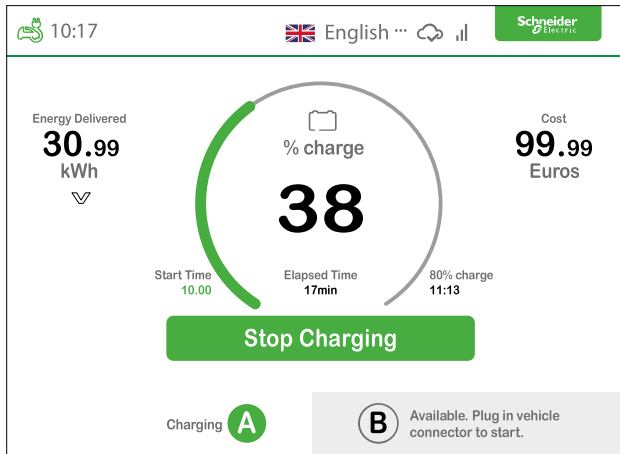 10:17
English ...
Schneider
Electric
Energy Delivered
30.99
kWh
% charge
38
Cost
99.99
Euros
Start Time
10.00
Elapsed Time
17min
80% charge
11:13
Stop Charging
Charging A
B
Available. Plug in vehicle
connector to start.